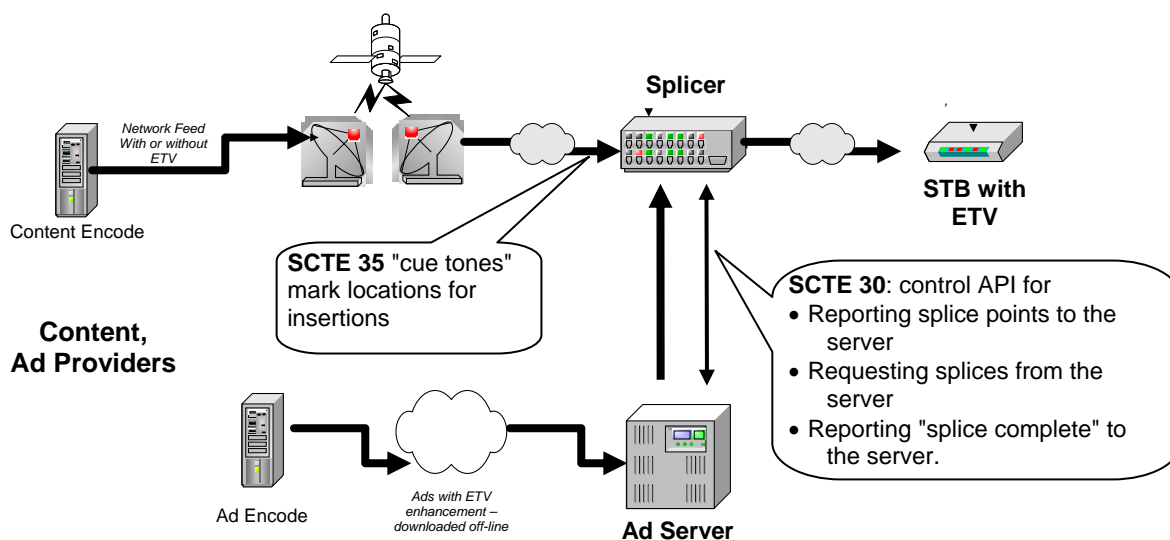 Splicer
Network Feed
With or without
ETV
,
STB with
ETV
Content Encode
SCTE 35 "cue tones"
mark locations for
insertions
SCTE 30: control API for
• Reporting splice points to the
server
• Requesting splices from the
server
• Reporting "splice complete" to
the server.
Content,
Ad Providers
Ad Encode
Ads with ETV
enhancement –
downloaded off-line
Ad Server